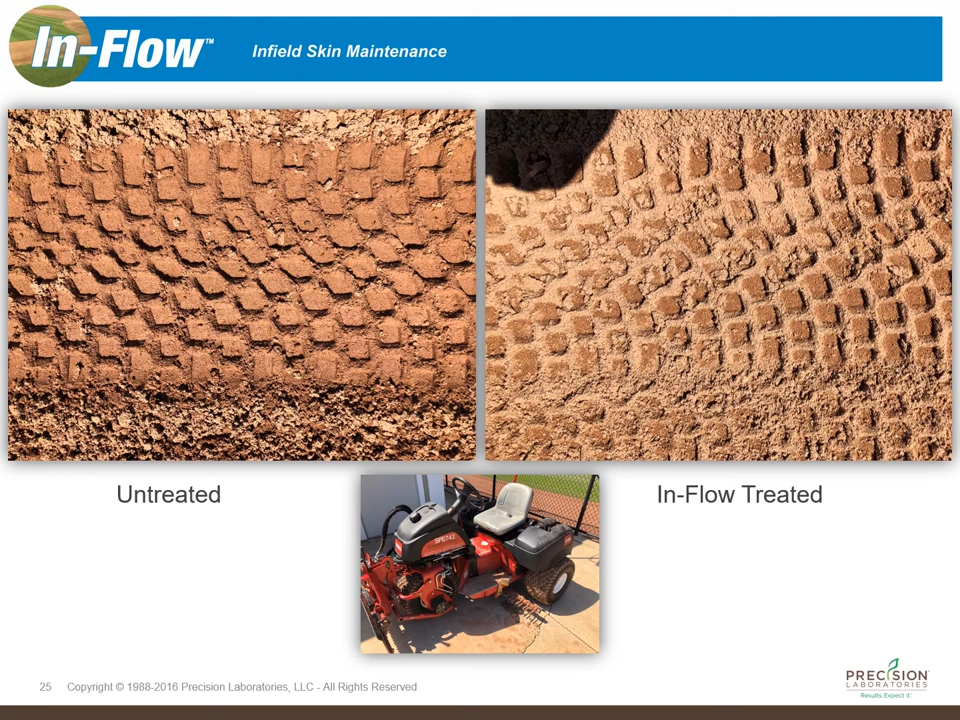 In-Flow™
Infield Skin Maintenance
Untreated
In-Flow Treated
25 Copyright © 1988-2016 Precision Laboratories, LLC - All Rights Reserved
PRECISION
LABORATORIES
Results. Expect it.